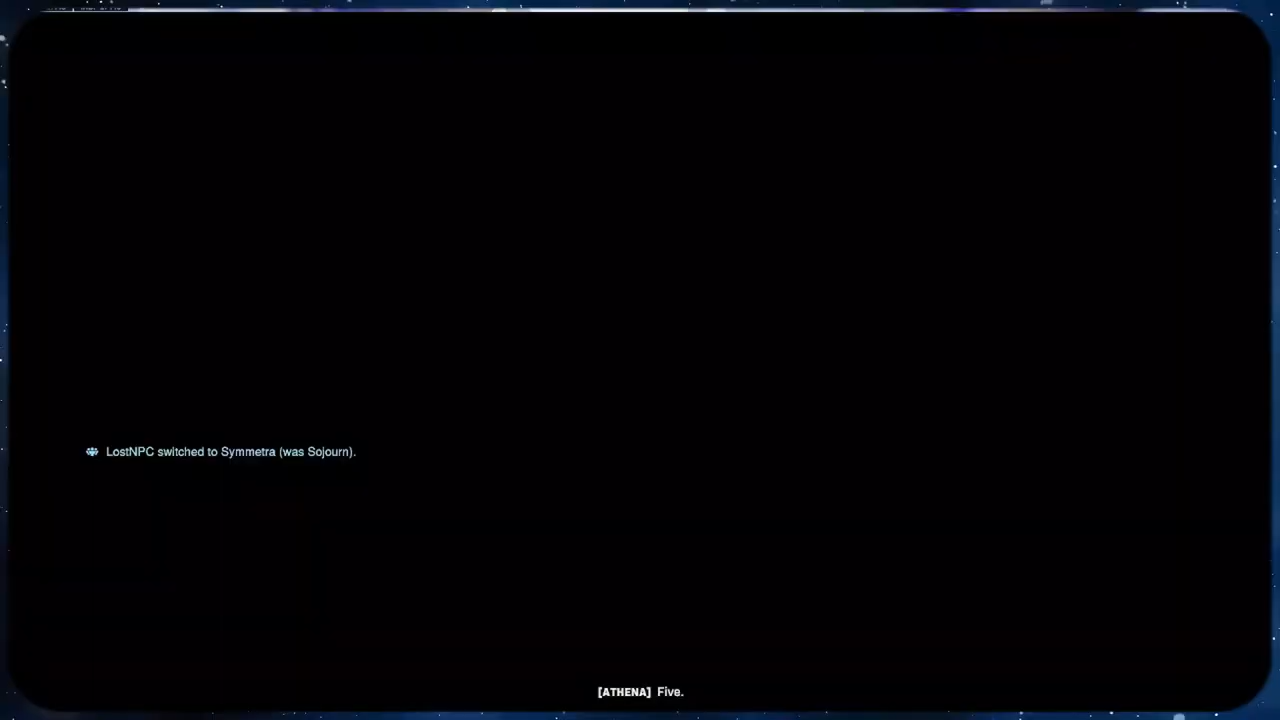 LostNPC switched to Symmetra (was Sojourn).
[ATHENA] Five.